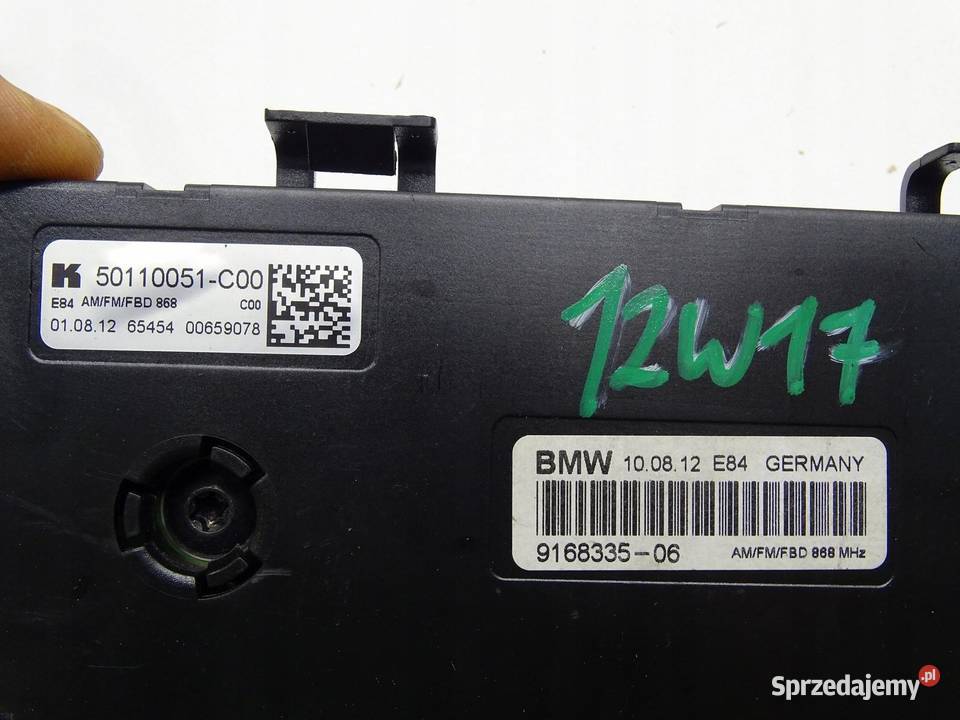 K 50110051-C00
E84 AM/FM/FBD 868 C00
01.08.12 65454 00659078
12W17
BMW 10.08.12 E84 GERMANY
9168335-06 AM/FM/FBD 868 MHz
Sprzedajemy.pl